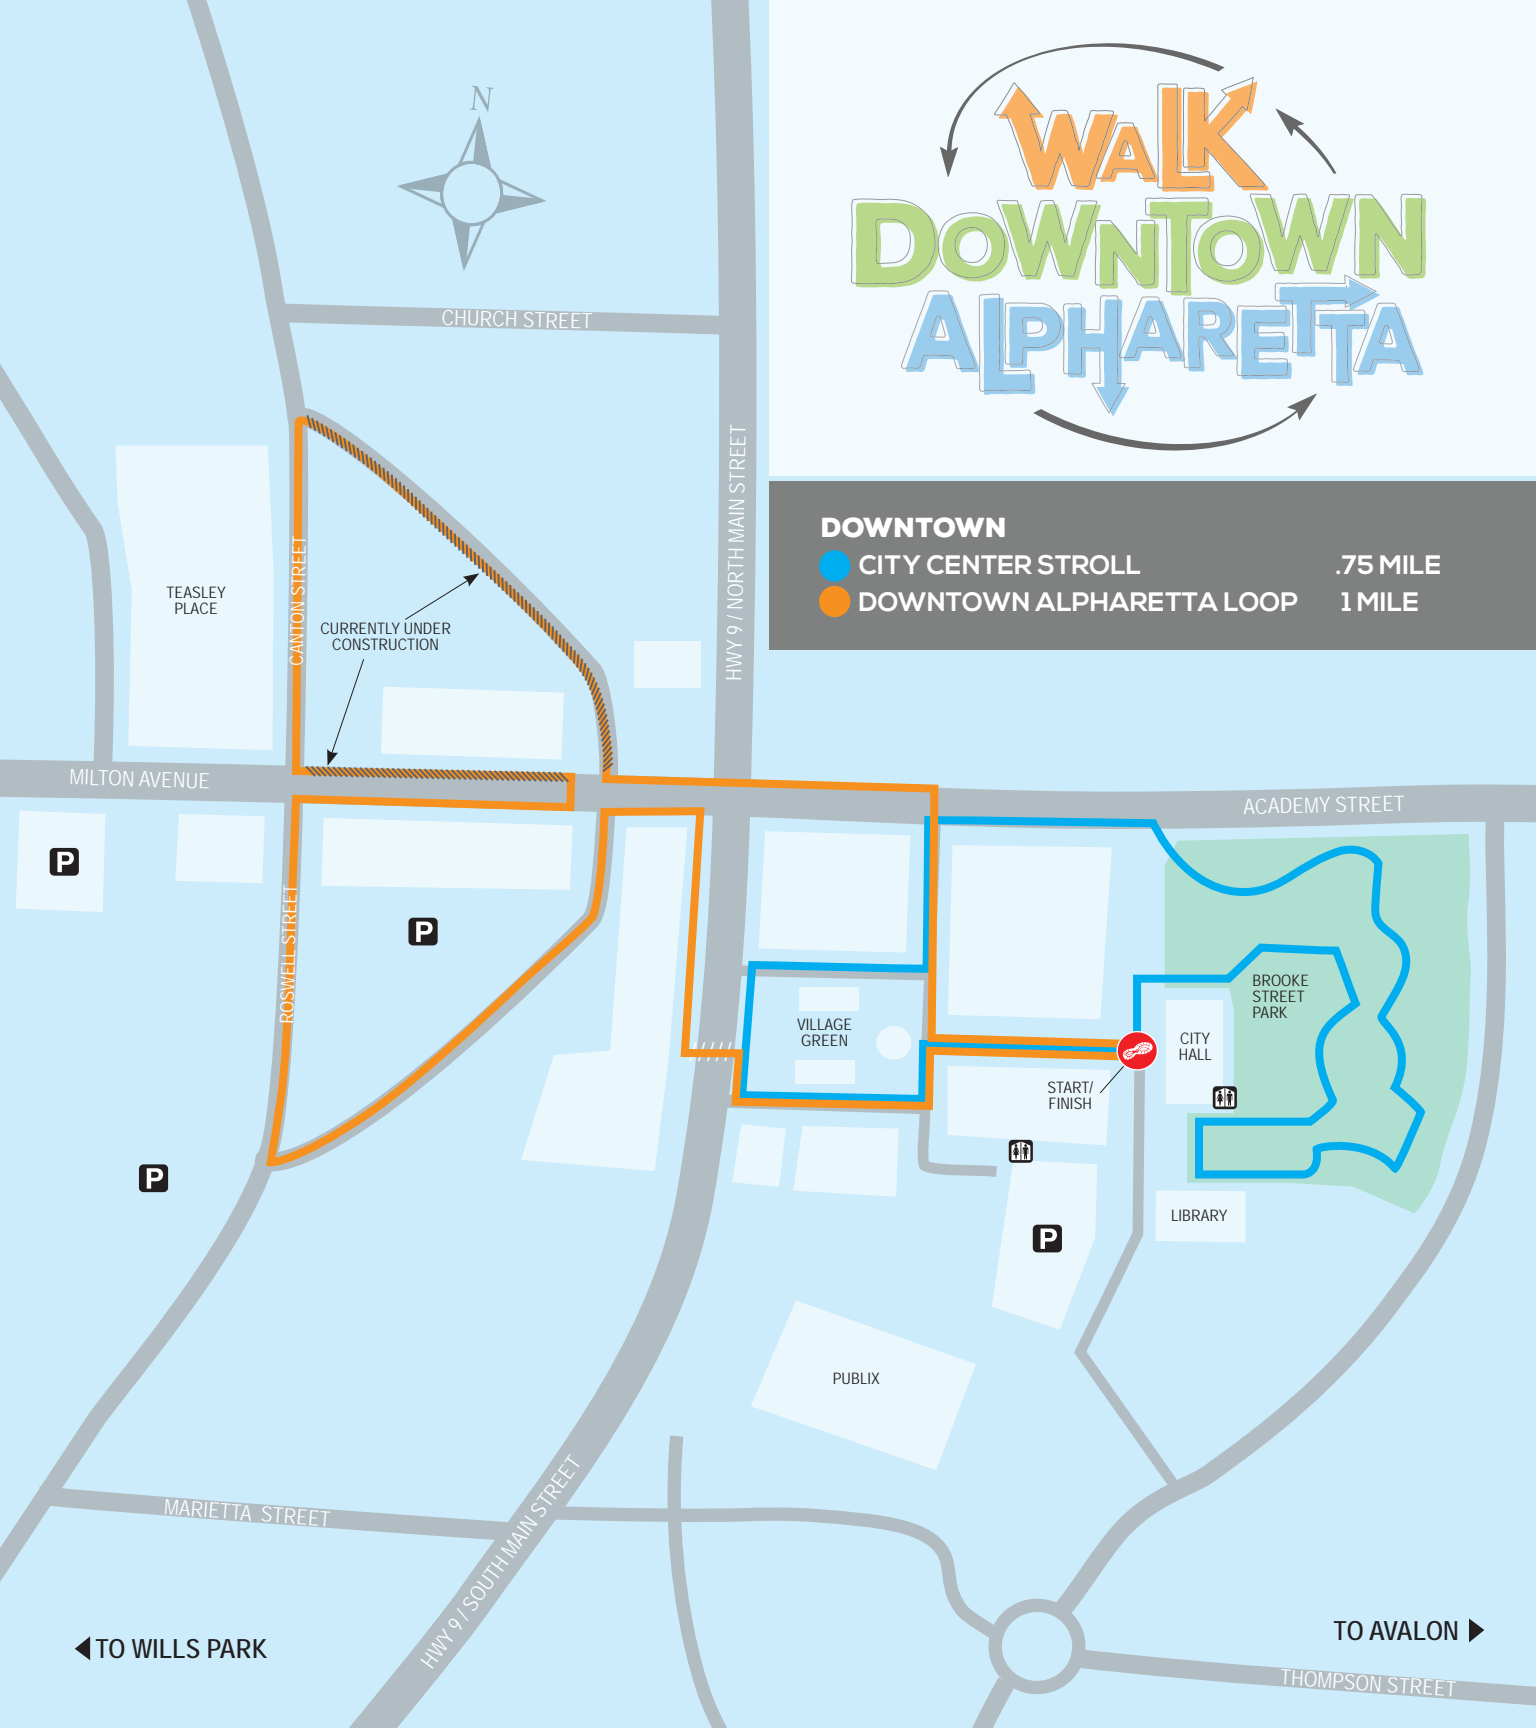 N
WALK
DOWNTOWN
ALPHARETTA
CHURCH STREET
HWY 9 / NORTH MAIN STREET
DOWNTOWN
CITY CENTER STROLL .75 MILE
DOWNTOWN ALPHARETTA LOOP 1 MILE
TEASLEY
PLACE
CANTON STREET
CURRENTLY UNDER
CONSTRUCTION
MILTON AVENUE
ACADEMY STREET
P
P
ROSWELL STREET
BROOKE
STREET
PARK
VILLAGE
GREEN
CITY
HALL
START/
FINISH
P
LIBRARY
P
PUBLIX
MARIETTA STREET
HWY 9 / SOUTH MAIN STREET
TO WILLS PARK
TO AVALON
THOMPSON STREET